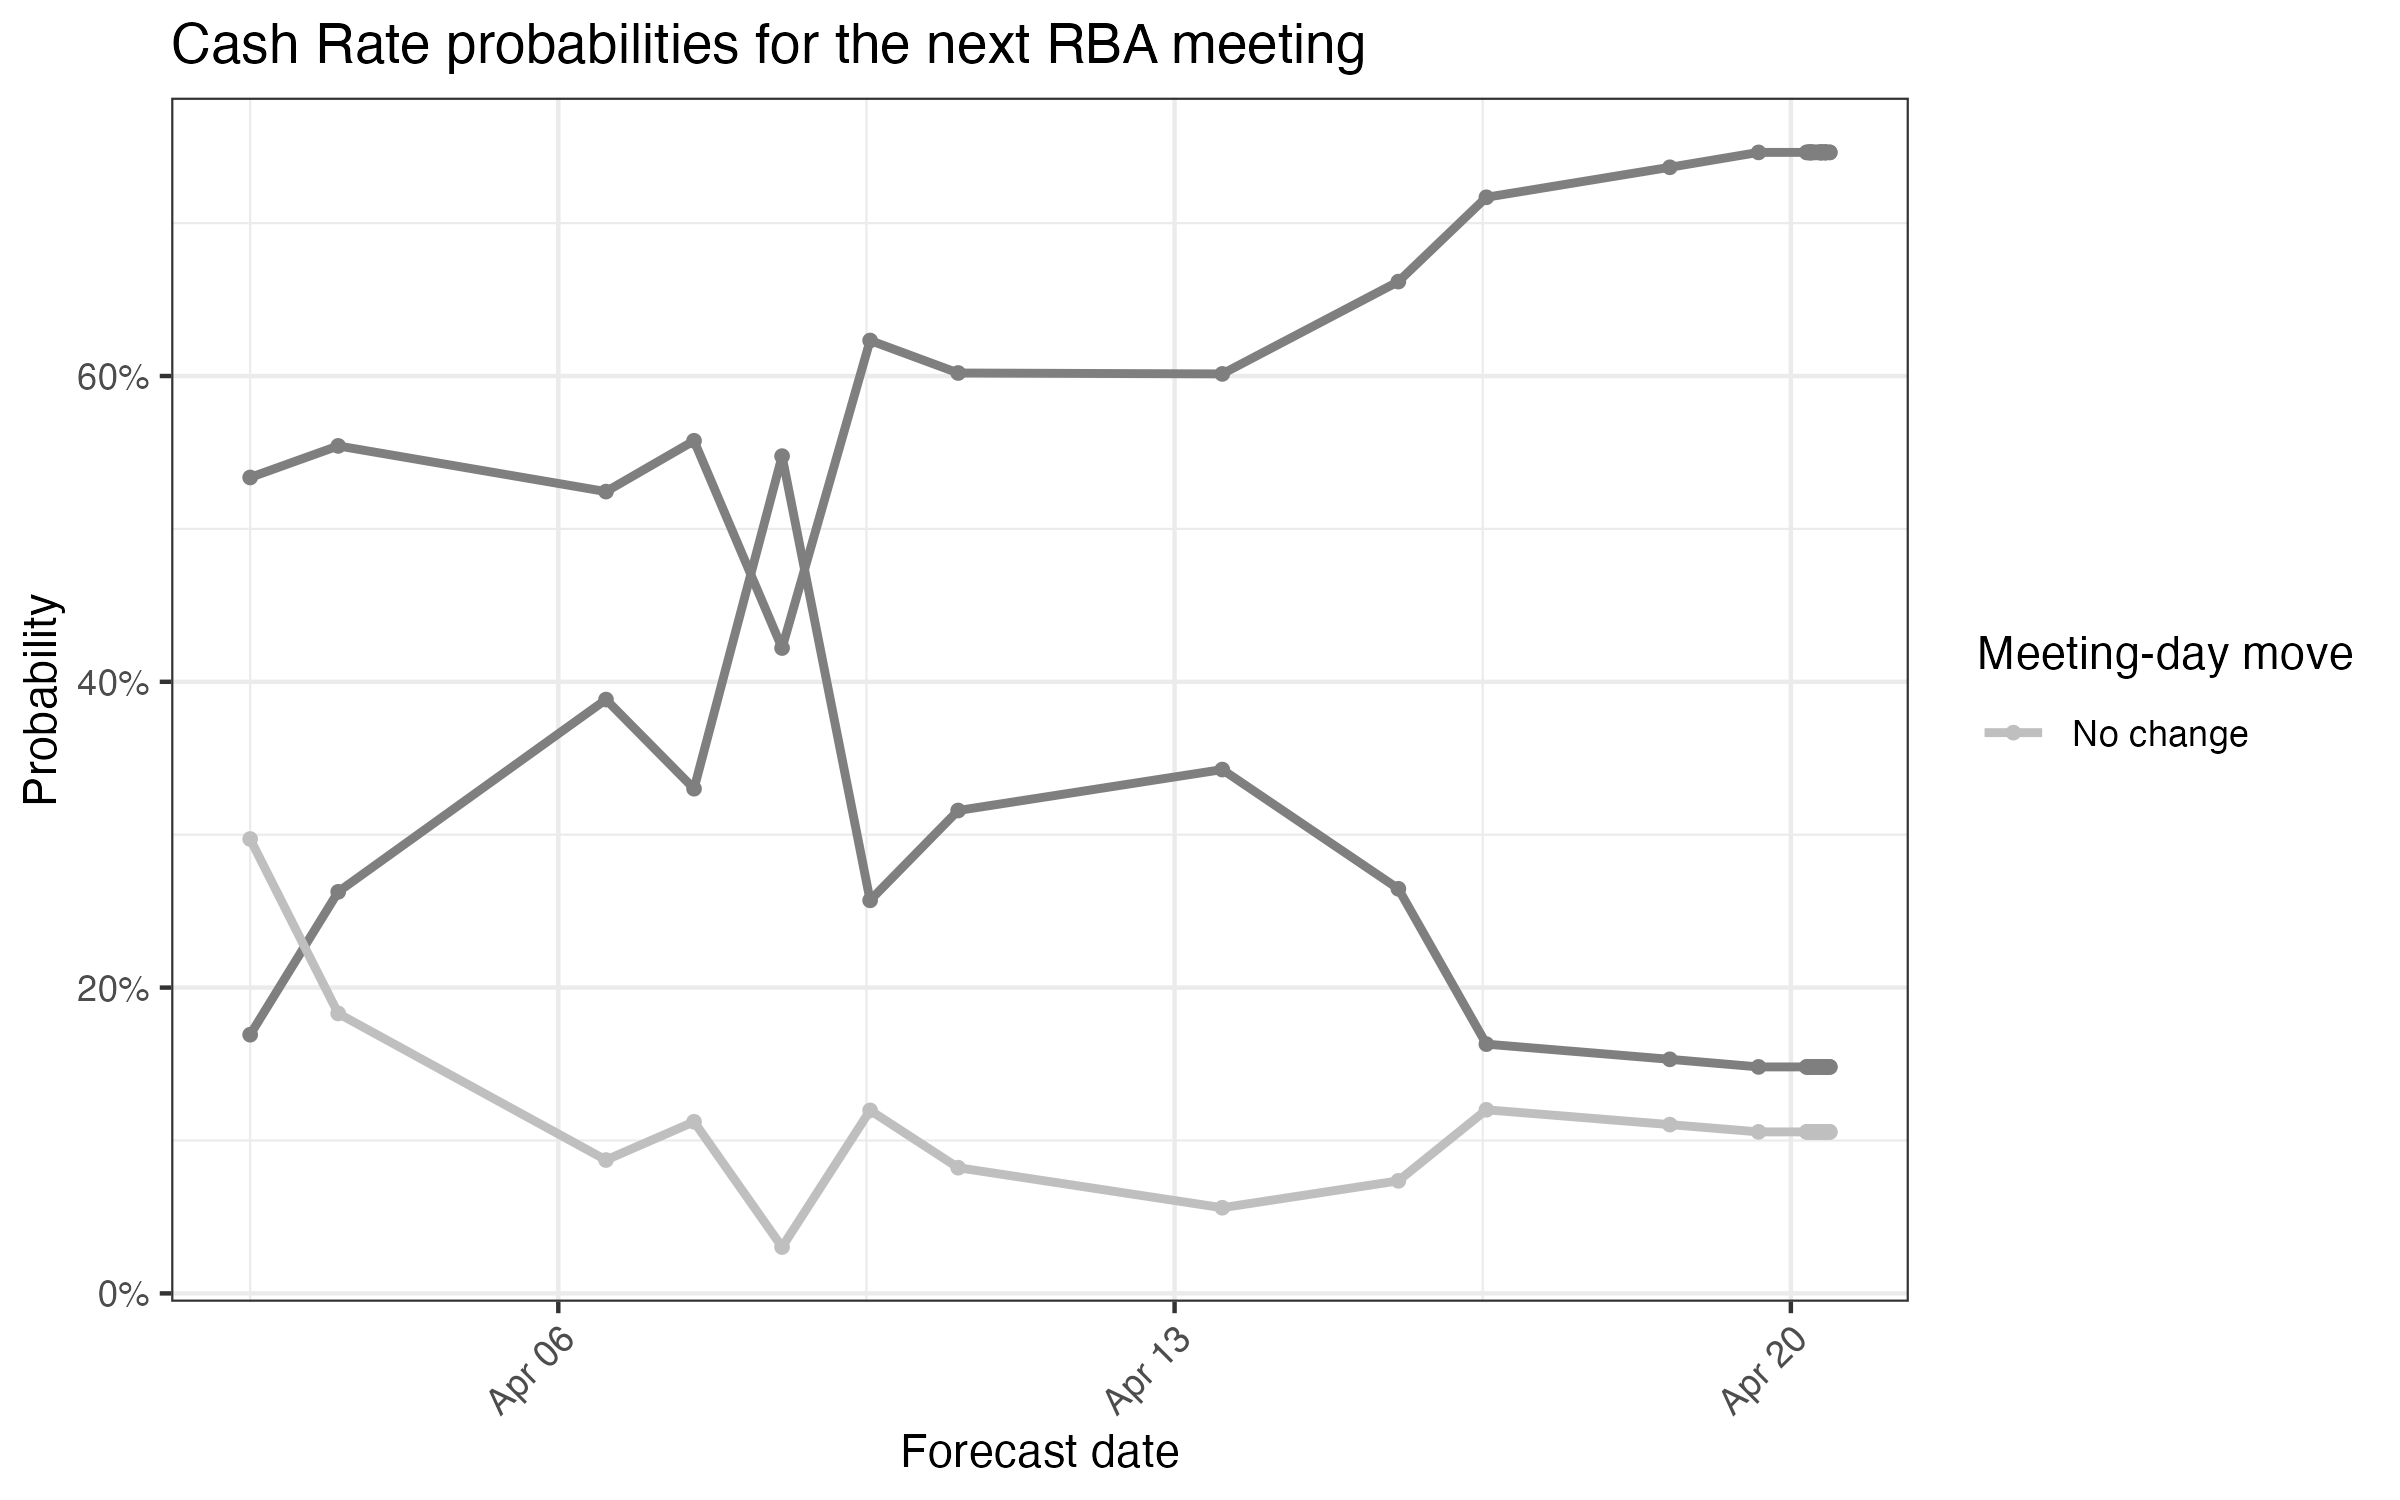 Cash Rate probabilities for the next RBA meeting
Probability
60%
40%
20%
0%
Apr 06
Apr 13
Apr 20
Forecast date
Meeting-day move
No change